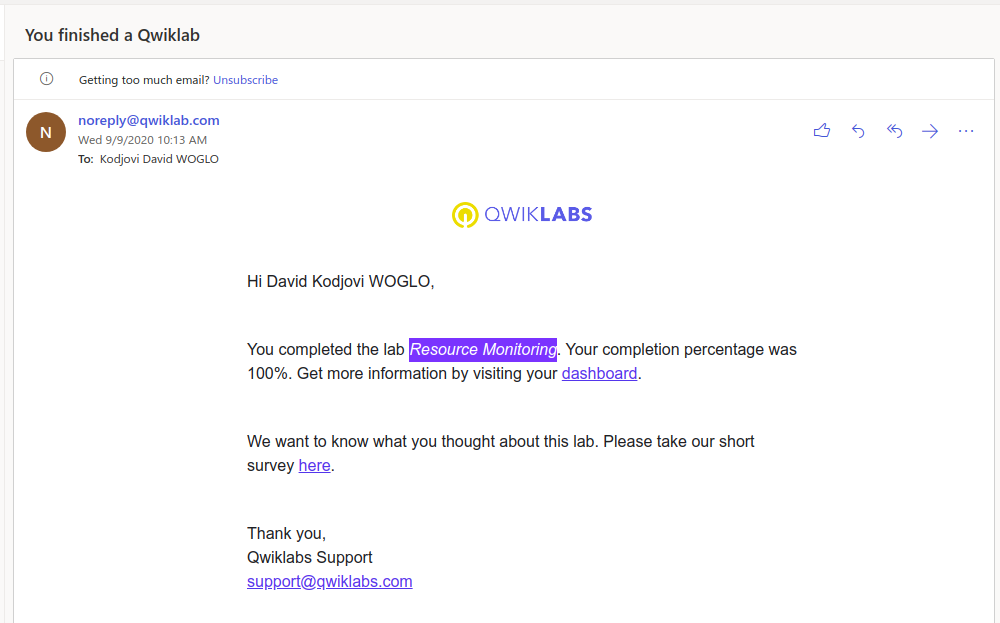 You finished a Qwiklab
Getting too much email? Unsubscribe
N
noreply@qwiklab.com
Wed 9/9/2020 10:13 AM
To: Kodjovi David WOGLO
QWIKLABS
Hi David Kodjovi WOGLO,
You completed the lab Resource Monitoring. Your completion percentage was
100%. Get more information by visiting your dashboard.
We want to know what you thought about this lab. Please take our short
survey here.
Thank you,
Qwiklabs Support
support@qwiklabs.com